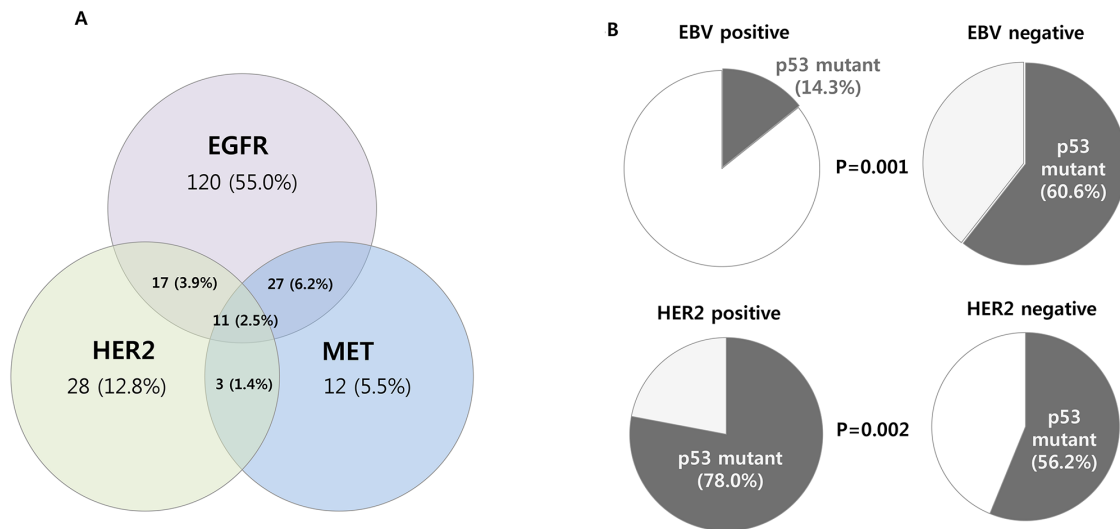 A
EGFR
120 (55.0%)
17 (3.9%)
27 (6.2%)
11 (2.5%)
HER2
28 (12.8%)
3 (1.4%)
MET
12 (5.5%)
B
EBV positive
p53 mutant
(14.3%)
P=0.001
EBV negative
p53
mutant
(60.6%)
HER2 positive
p53 mutant
(78.0%)
P=0.002
HER2 negative
p53
mutant
(56.2%)